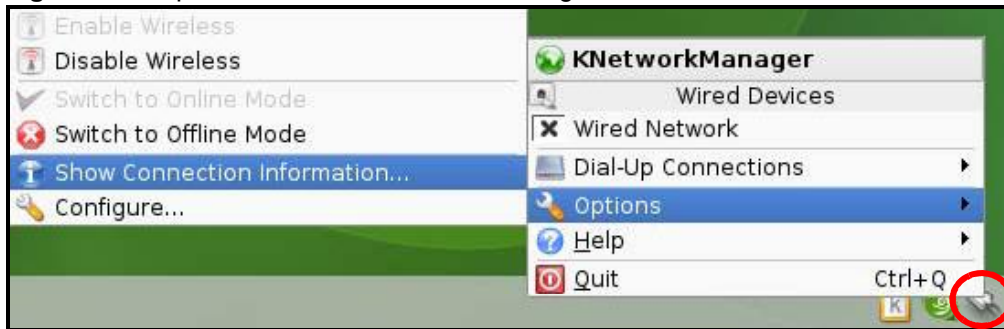 Enable Wireless
Disable Wireless
Switch to Online Mode
Switch to Offline Mode
Show Connection Information...
Configure...
KNetworkManager
Wired Devices
Wired Network
Dial-Up Connections
Options
Help
Quit Ctrl+Q
K